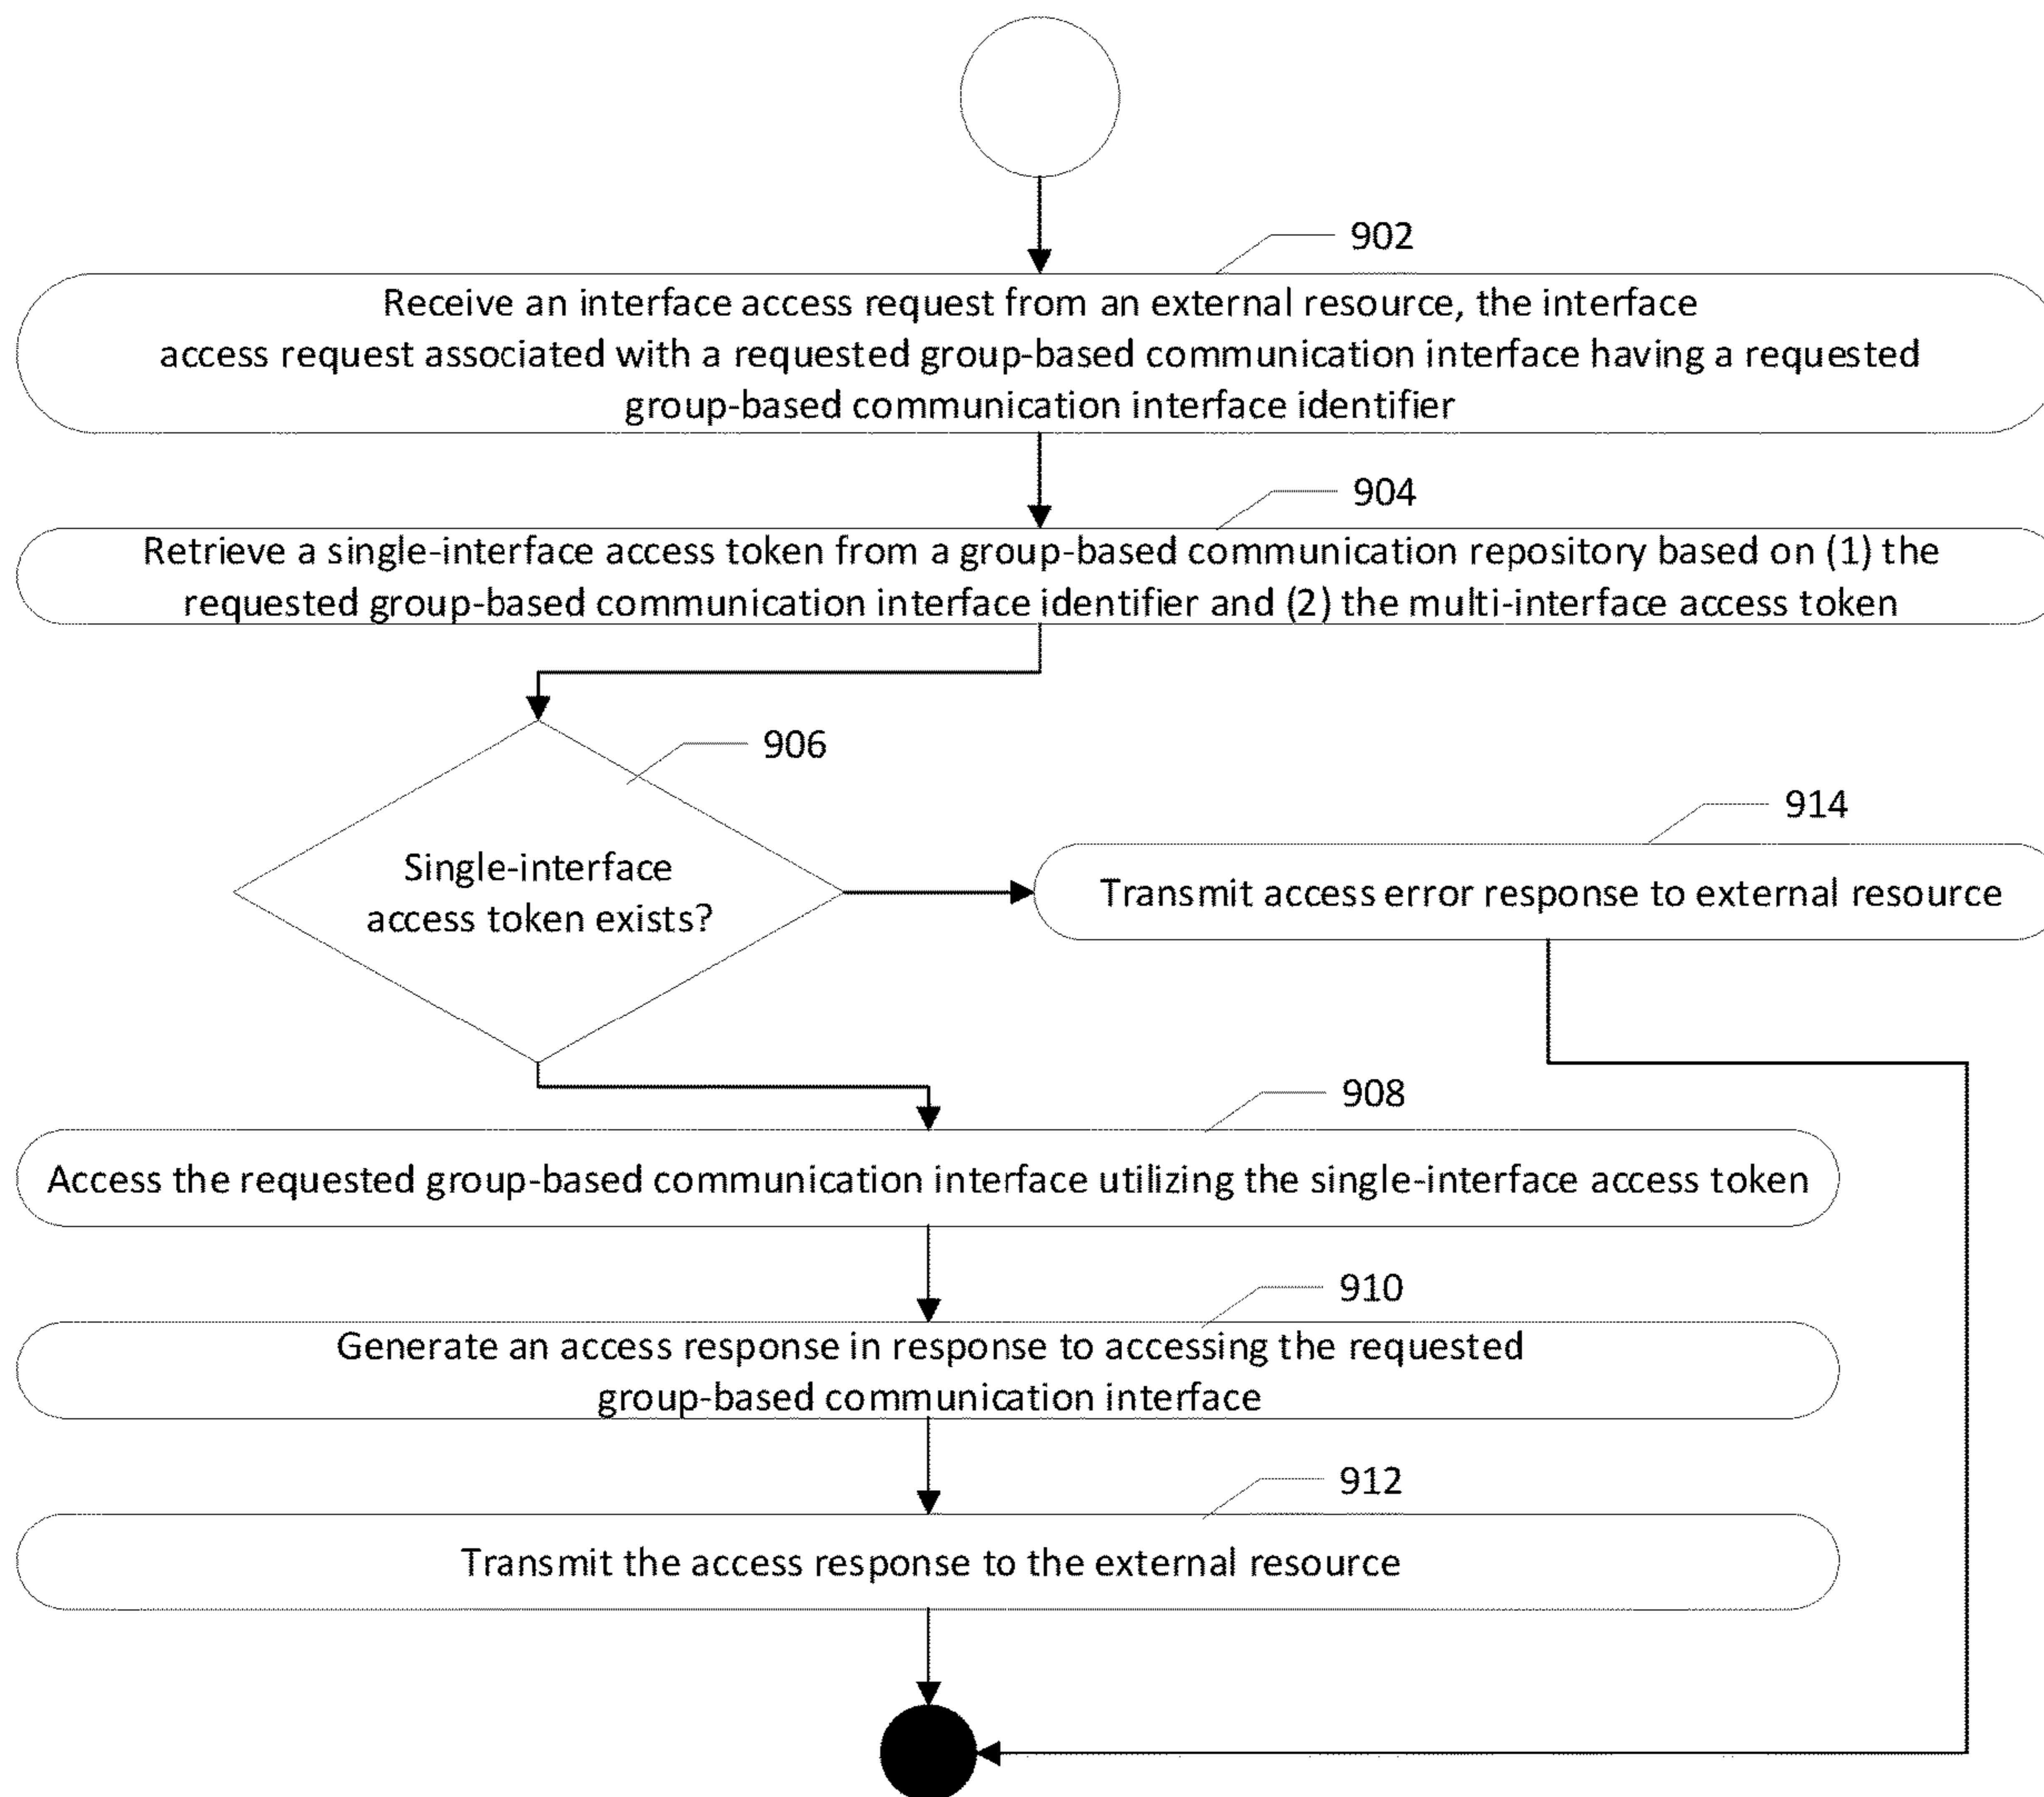 902
Receive an interface access request from an external resource, the interface
access request associated with a requested group-based communication interface having a requested
group-based communication interface identifier
904
Retrieve a single-interface access token from a group-based communication repository based on (1) the
requested group-based communication interface identifier and (2) the multi-interface access token
906
Single-interface
access token exists?
914
Transmit access error response to external resource
908
Access the requested group-based communication interface utilizing the single-interface access token
910
Generate an access response in response to accessing the requested
group-based communication interface
912
Transmit the access response to the external resource